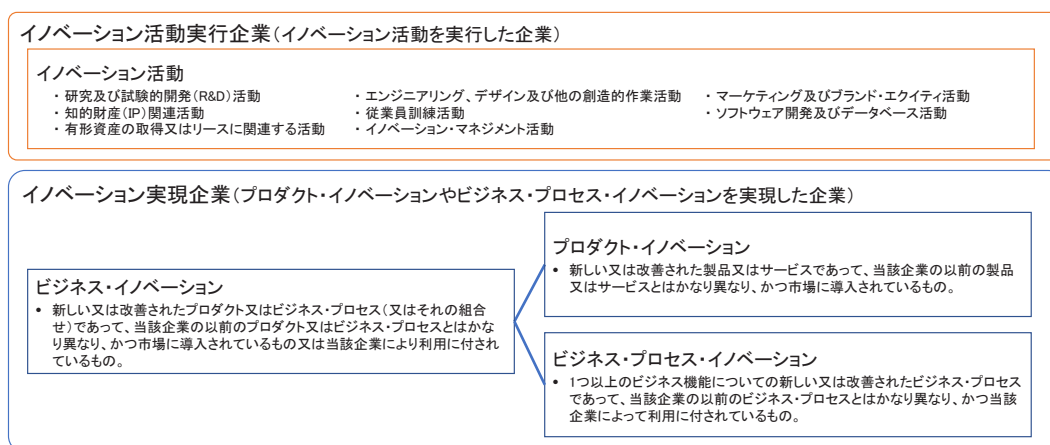 イノベーション活動実行企業(イノベーション活動を実行した企業)
イノベーション活動
・ 研究及び試験的開発(R&D)活動
・ 知的財産(IP)関連活動
・ 有形資産の取得又はリースに関連する活動
・ エンジニアリング、デザイン及び他の創造的作業活動
・ 従業員訓練活動
・ イノベーション・マネジメント活動
・ マーケティング及びブランド・エクイティ活動
・ ソフトウェア開発及びデータベース活動
イノベーション実現企業(プロダクト・イノベーションやビジネス・プロセス・イノベーションを実現した企業)
ビジネス・イノベーション
• 新しい又は改善されたプロダクト又はビジネス・プロセス(又はそれの組合
せ)であって、当該企業の以前のプロダクト又はビジネス・プロセスとはかな
り異なり、かつ市場に導入されているもの又は当該企業により利用に付され
ているもの。
プロダクト・イノベーション
• 新しい又は改善された製品又はサービスであって、当該企業の以前の製品
又はサービスとはかなり異なり、かつ市場に導入されているもの。
ビジネス・プロセス・イノベーション
• 1つ以上のビジネス機能についての新しい又は改善されたビジネス・プロセス
であって、当該企業の以前のビジネス・プロセスとはかなり異なり、かつ当該
企業によって利用に付されているもの。